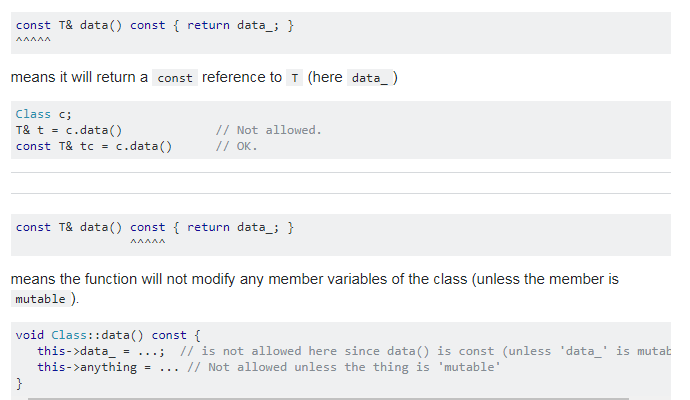 const T& data() const { return data_; }
^^^^^
means it will return a const reference to T (here data_ )
Class c;
T& t = c.data()             // Not allowed.
const T& tc = c.data()      // OK.
const T& data() const { return data_; }
                ^^^^^
means the function will not modify any member variables of the class (unless the member is
mutable ).
void Class::data() const {
   this->data_ = ...;  // is not allowed here since data() is const (unless 'data_' is mutab
   this->anything = ... // Not allowed unless the thing is 'mutable'
}